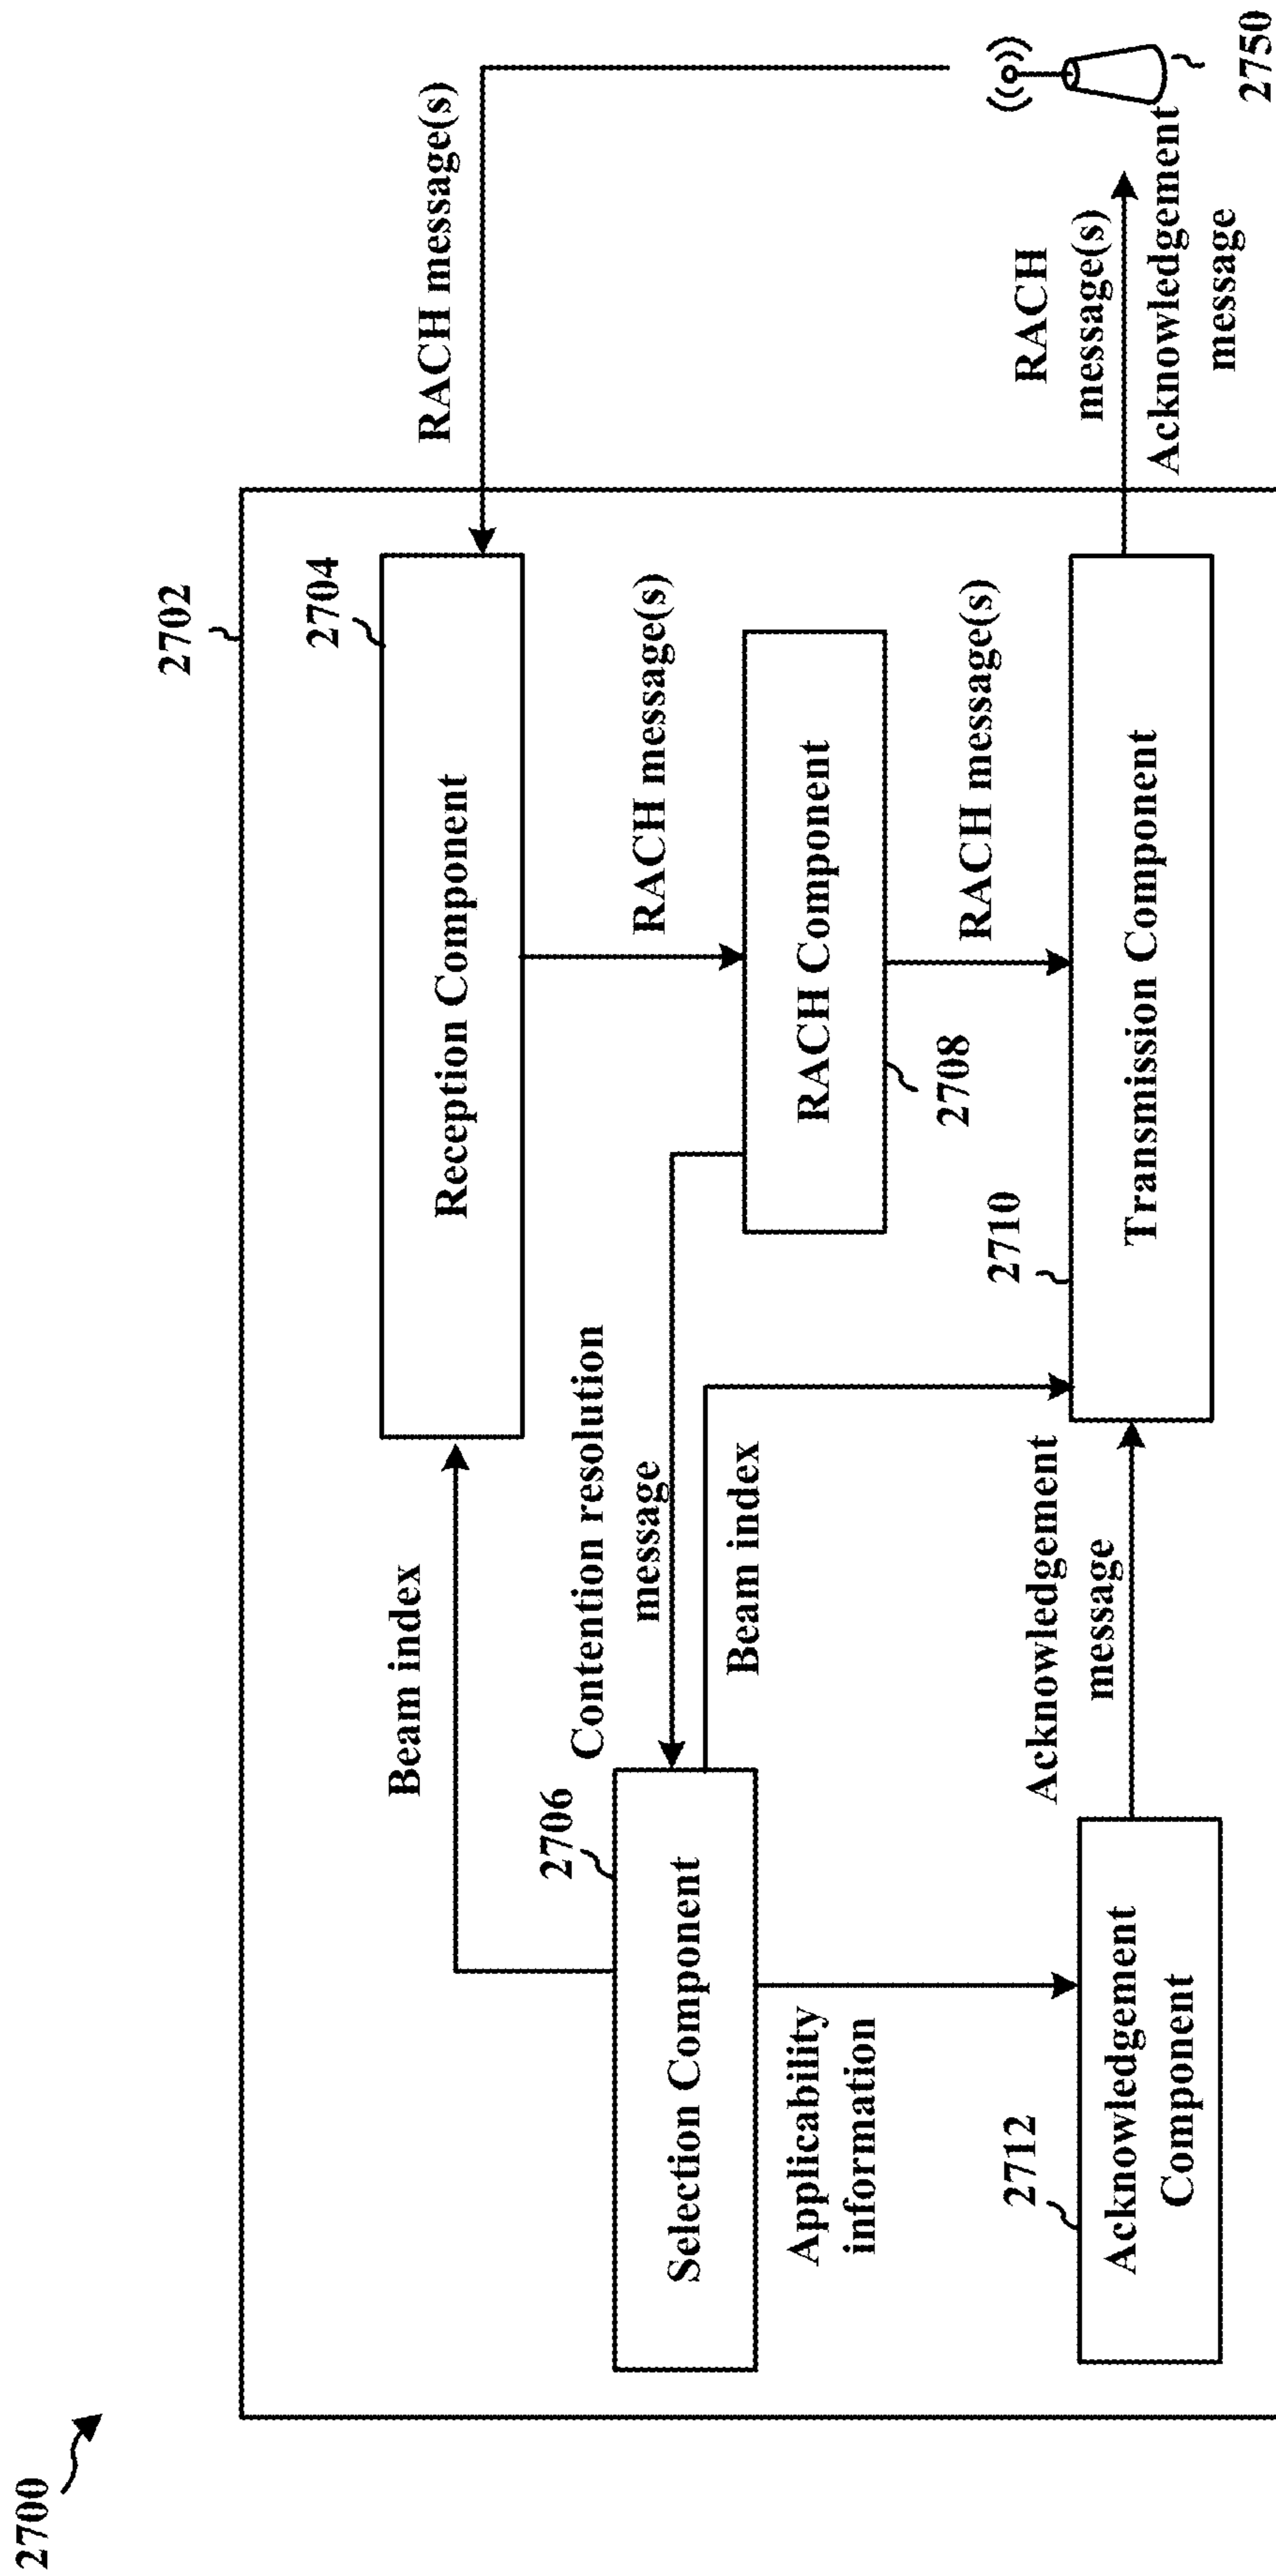 2700
2702
2704
Reception Component
RACH message(s)
Beam index
2706
Selection Component
Contention resolution
message
Beam index
RACH message(s)
RACH Component
2708
RACH message(s)
Applicability
information
2710
Transmission Component
2712
Acknowledgement
Component
Acknowledgement
message
RACH
message(s)
Acknowledgement
message
2750